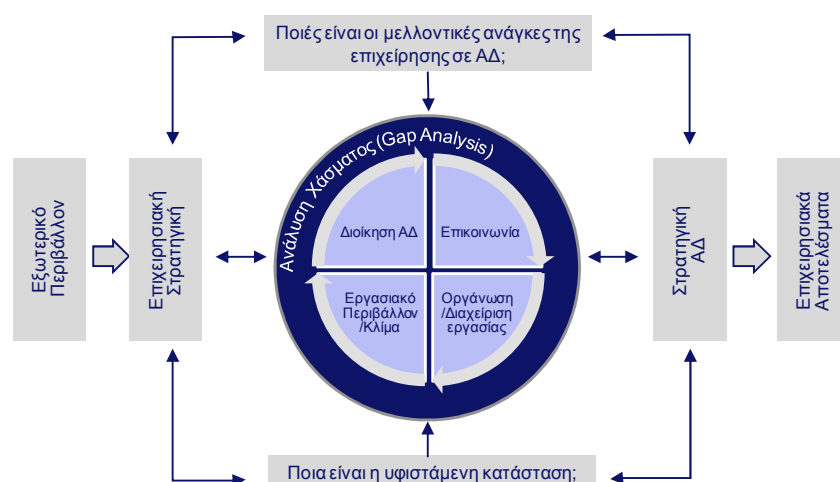 Ποιές είναι οι μελλοντικές ανάγκες της
επιχείρησης σε ΑΔ;
Εξωτερικό
Περιβάλλον
Επιχειρησιακή
Στρατηγική
Ανάλυση Χάσματος (Gap Analysis)
Διοίκηση ΑΔ
Επικοινωνία
Εργασιακό
Περιβάλλον
/Κλίμα
Οργάνωση
/Διαχείριση
εργασίας
Στρατηγική
ΑΔ
Επιχειρησιακά
Αποτελέσματα
Ποια είναι η υφιστάμενη κατάσταση;